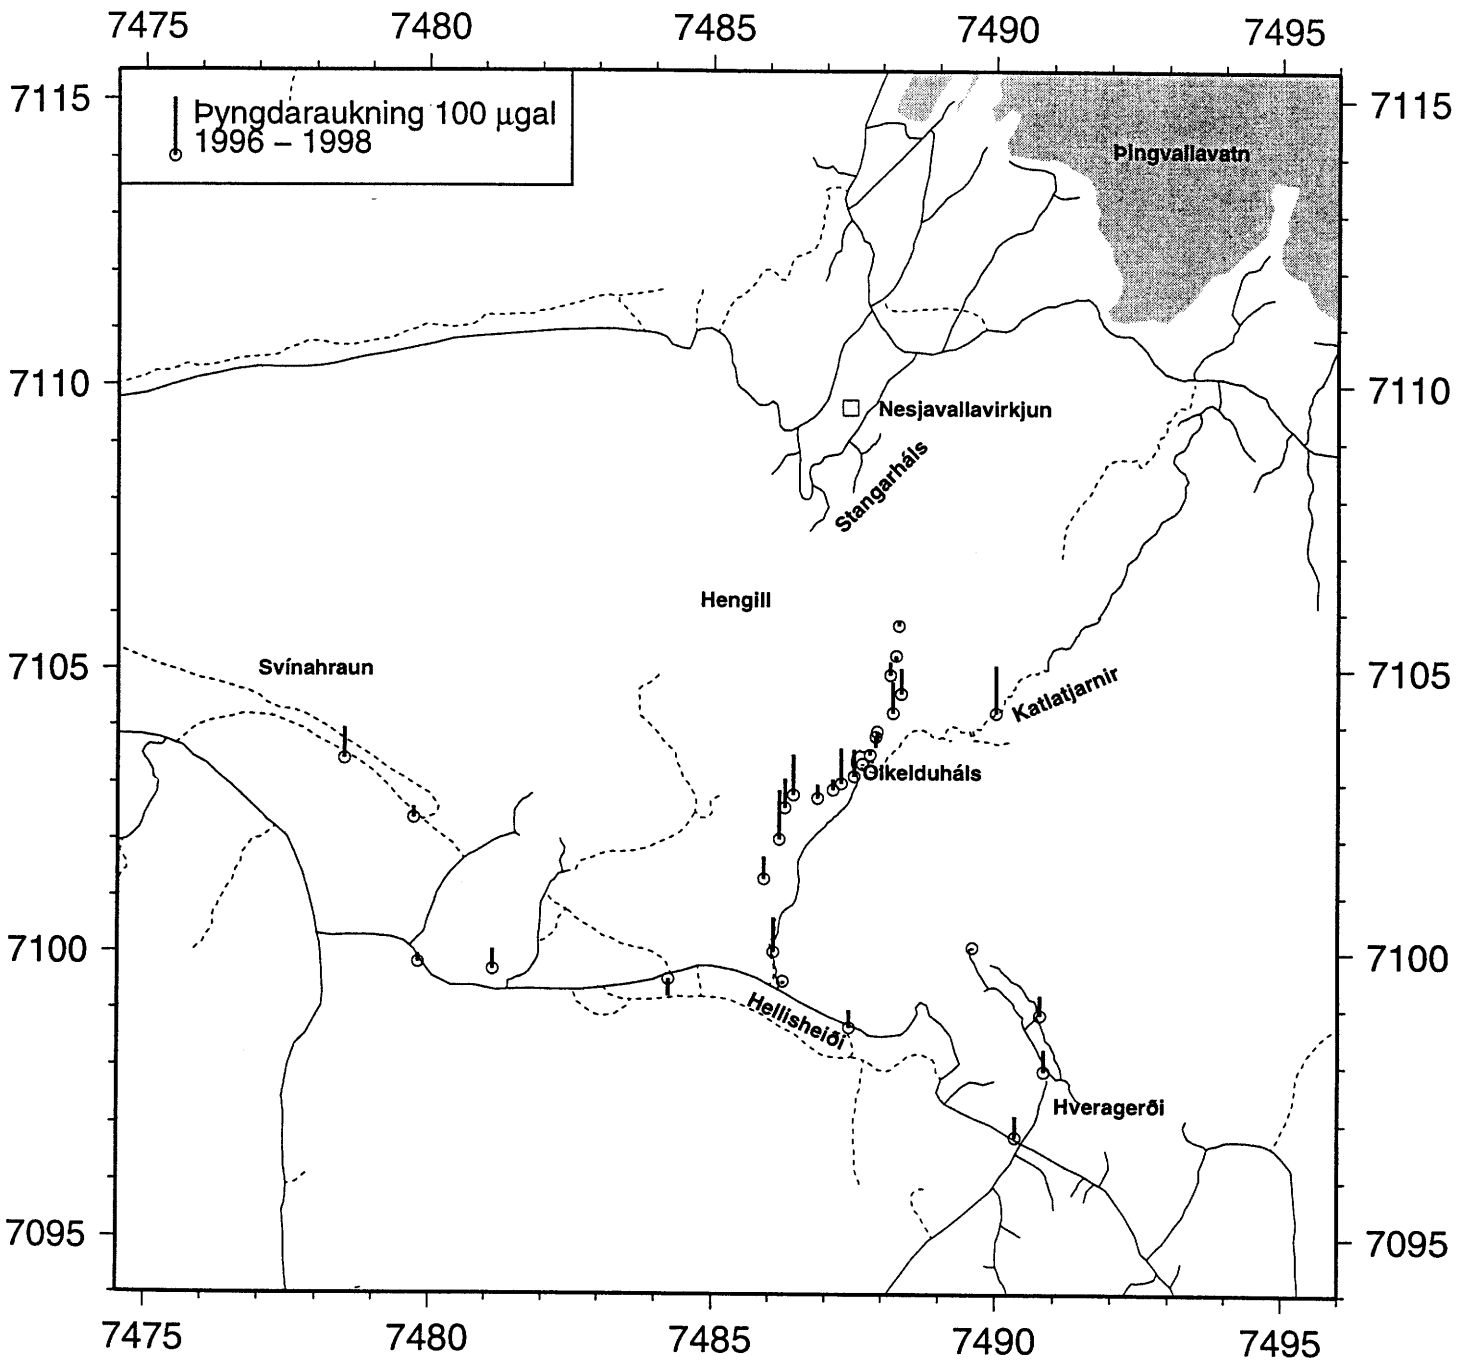 7475 7480 7485 7490 7495
7115 7115
Þyngdaraukning 100 µgal
1996 – 1998
Þingvallavatn
7110 7110
Nesjavallavirkjun
Stangarháls
Hengill
7105 7105
Svínahraun
Katlatjarnir
Ölkelduháls
7100 7100
Hellisheiði
Hveragerði
7095 7095
7475 7480 7485 7490 7495